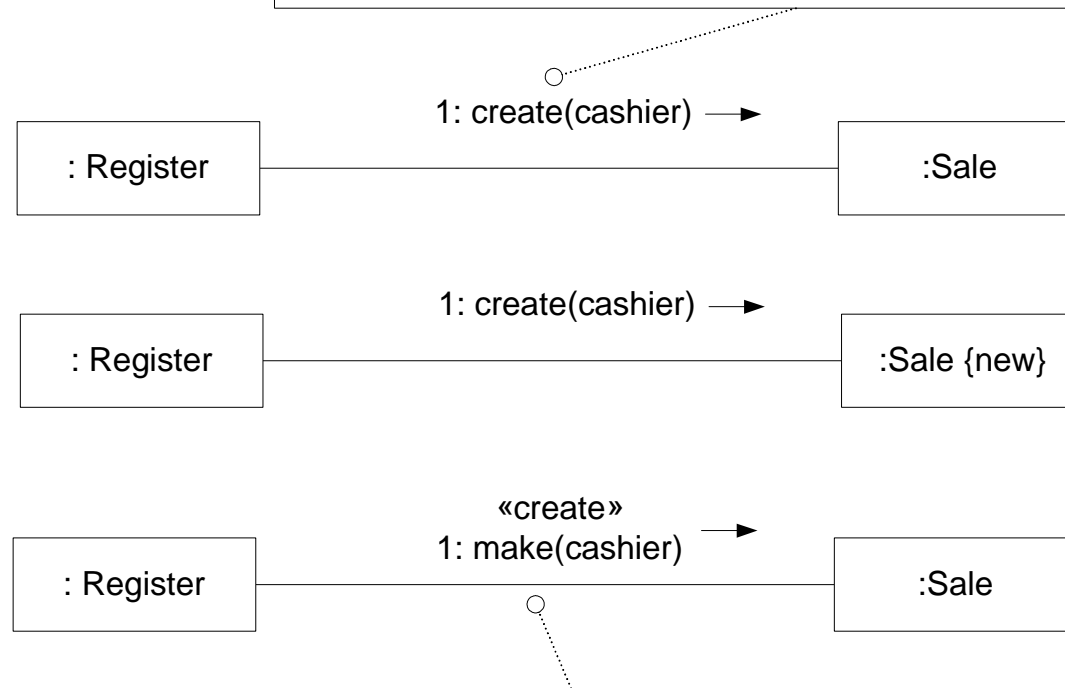 1: create(cashier)
: Register
:Sale
1: create(cashier)
: Register
:Sale {new}
«create»
1: make(cashier)
: Register
:Sale